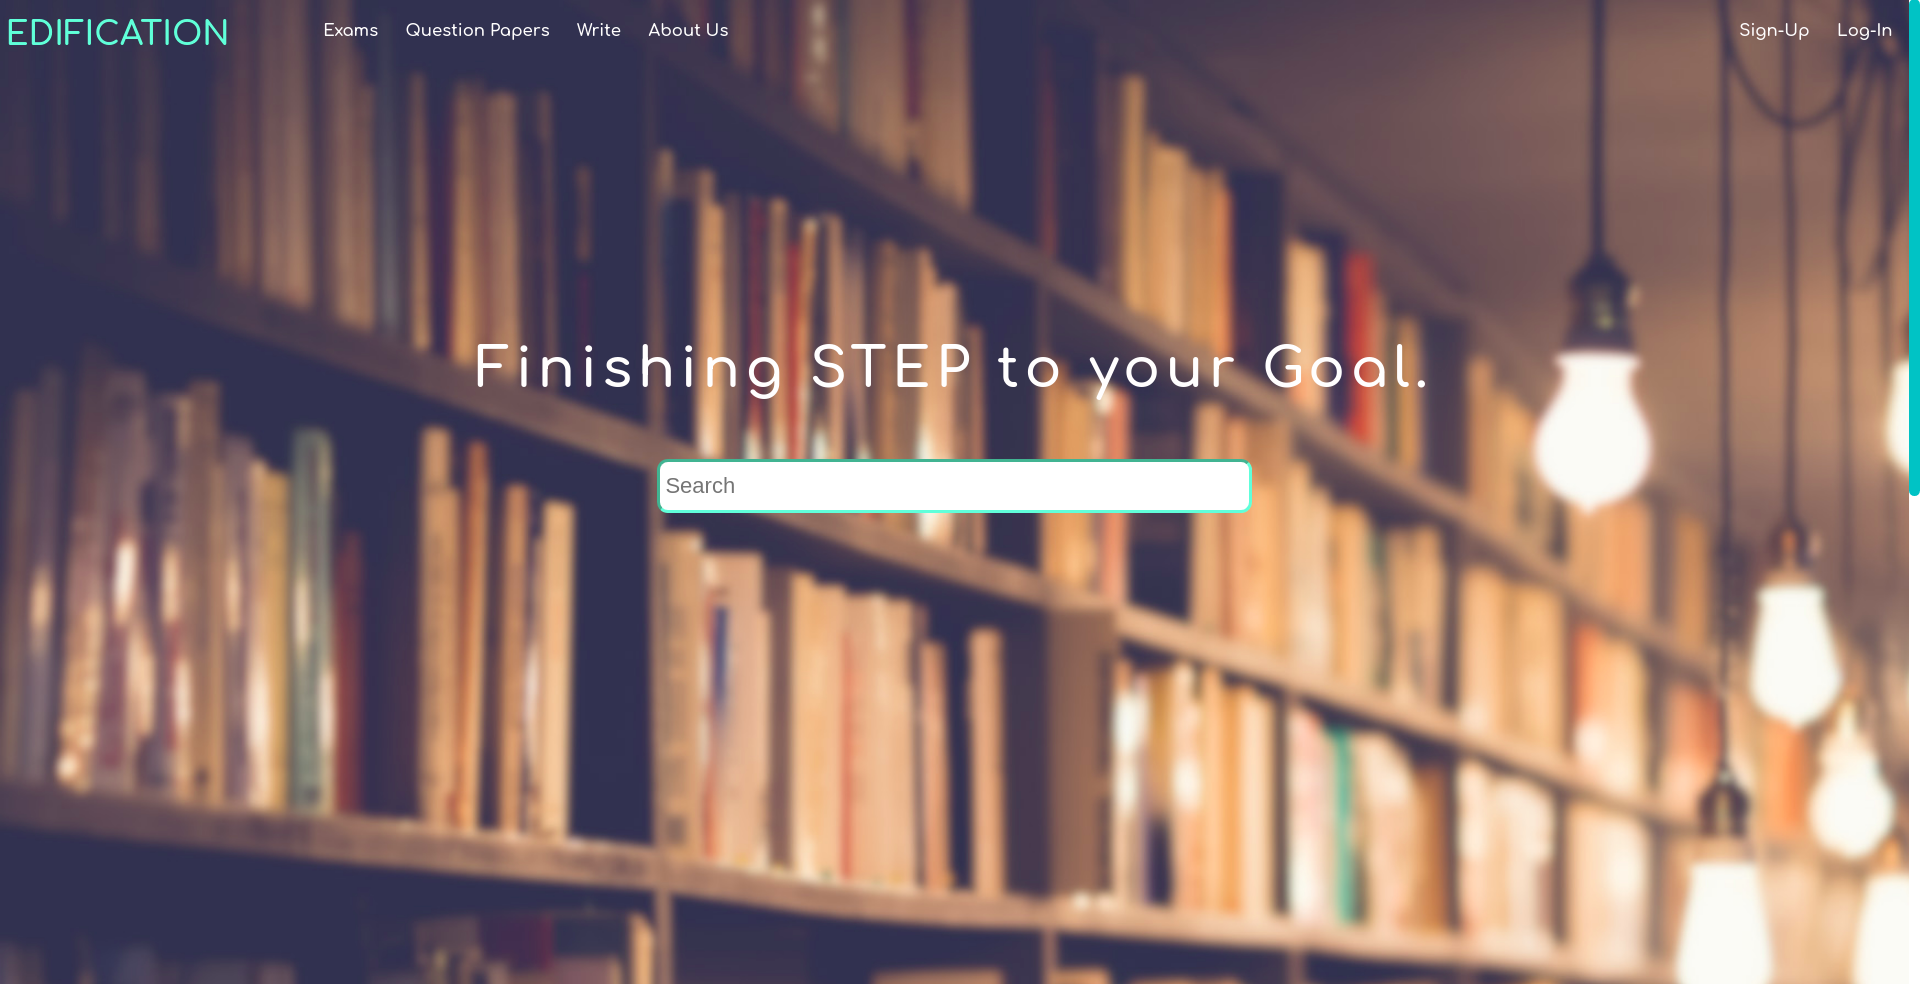 EDIFICATION Exams Question Papers Write About Us Sign-Up Log-In
Finishing STEP to your Goal.
Search